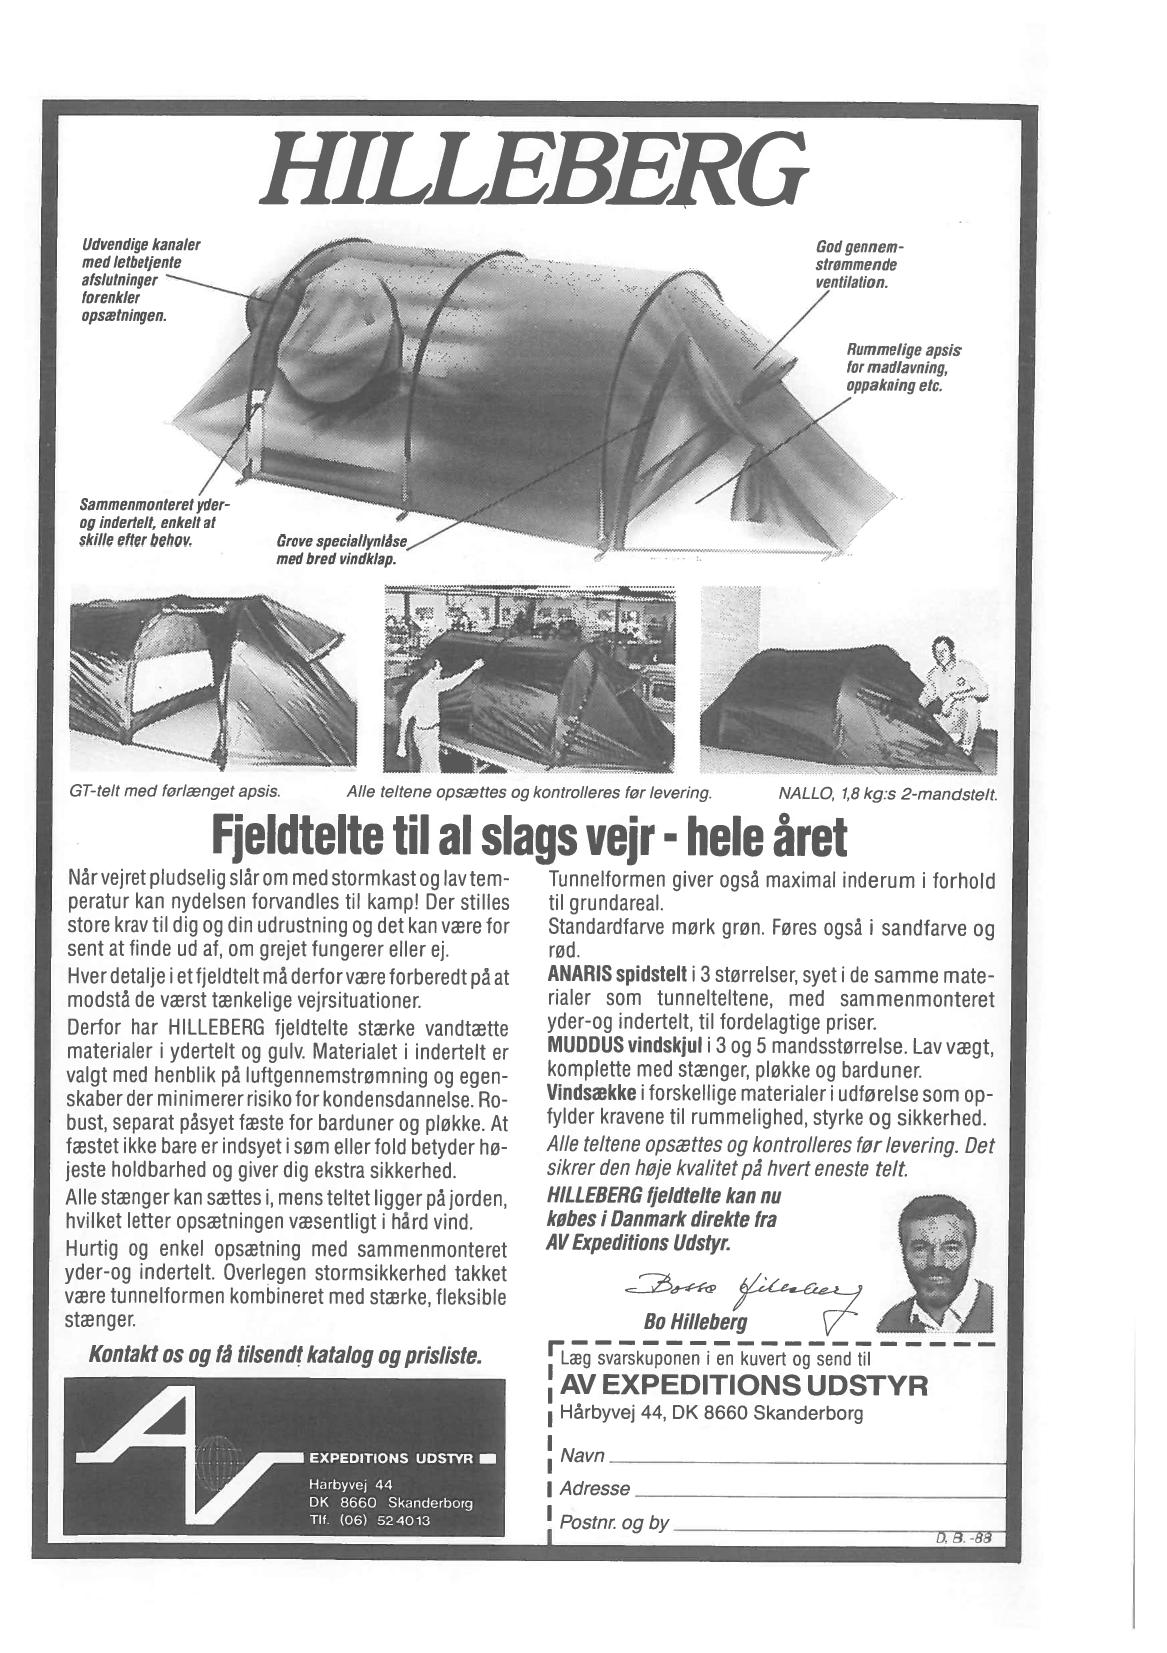 HILLEBERG
Udvendige kanaler
med letbetjente
afslutninger
forenkler
opsætningen.
God gennem-
strømmende
ventilation.
Rummelige apsis
for madlavning,
oppakning etc.
Sammenmonteret yder-
og indertelt, enkelt at
skille efter behov.
Grove speciallynlåse
med bred vindklap.
GT-telt med førlænget apsis.
Alle teltene opsættes og kontrolleres før levering.
NALLO, 1,8 kg:s 2-mandstelt.
Fjeldtelte til al slags vejr - hele året
Når vejret pludselig slår om med stormkast og lav tem-
peratur kan nydelsen forvandles til kamp! Der stilles
store krav til dig og din udrustning og det kan være for
sent at finde ud af, om grejet fungerer eller ej.
Hver detalje i et fjeldtelt må derfor være forberedt på at
modstå de værst tænkelige vejrsituationer.
Derfor har HILLEBERG fjeldtelte stærke vandtætte
materialer i ydertelt og gulv. Materialet i indertelt er
valgt med henblik på luftgennemstrømning og egen-
skaber der minimerer risiko for kondensdannelse. Ro-
bust, separat påsyet fæste for barduner og pløkke. At
fæstet ikke bare er indsyet i søm eller fold betyder hø-
jeste holdbarhed og giver dig ekstra sikkerhed.
Alle stænger kan sættes i, mens teltet ligger på jorden,
hvilket letter opsætningen væsentligt i hård vind.
Hurtig og enkel opsætning med sammenmonteret
yder-og indertelt. Overlegen stormsikkerhed takket
være tunnelformen kombineret med stærke, fleksible
stænger.
Kontakt os og få tilsendt katalog og prisliste.
AV
EXPEDITIONS UDSTYR
Harbyvej 44
DK 8660 Skanderborg
Tlf. (06) 524013
Tunnelformen giver også maximal inderum i forhold
til grundareal.
Standardfarve mørk grøn. Føres også i sandfarve og
rød.
ANARIS spidstelt i 3 størrelser, syet i de samme mate-
rialer som tunnelteltene, med sammenmonteret
yder-og indertelt, til fordelagtige priser.
MUDDUS vindskjul i 3 og 5 mandsstørrelse. Lav vægt,
komplette med stænger, pløkke og barduner.
Vindsække i forskellige materialer i udførelse som op-
fylder kravene til rummelighed, styrke og sikkerhed.
Alle teltene opsættes og kontrolleres før levering. Det
sikrer den høje kvalitet på hvert eneste telt.
HILLEBERG fjeldtelte kan nu
købes i Danmark direkte fra
AV Expeditions Udstyr.
Bo Hilleberg
Læg svarskuponen i en kuvert og send til
AV EXPEDITIONS UDSTYR
Hårbyvej 44, DK 8660 Skanderborg
Navn
Adresse
Postnr. og by
D. B. -88